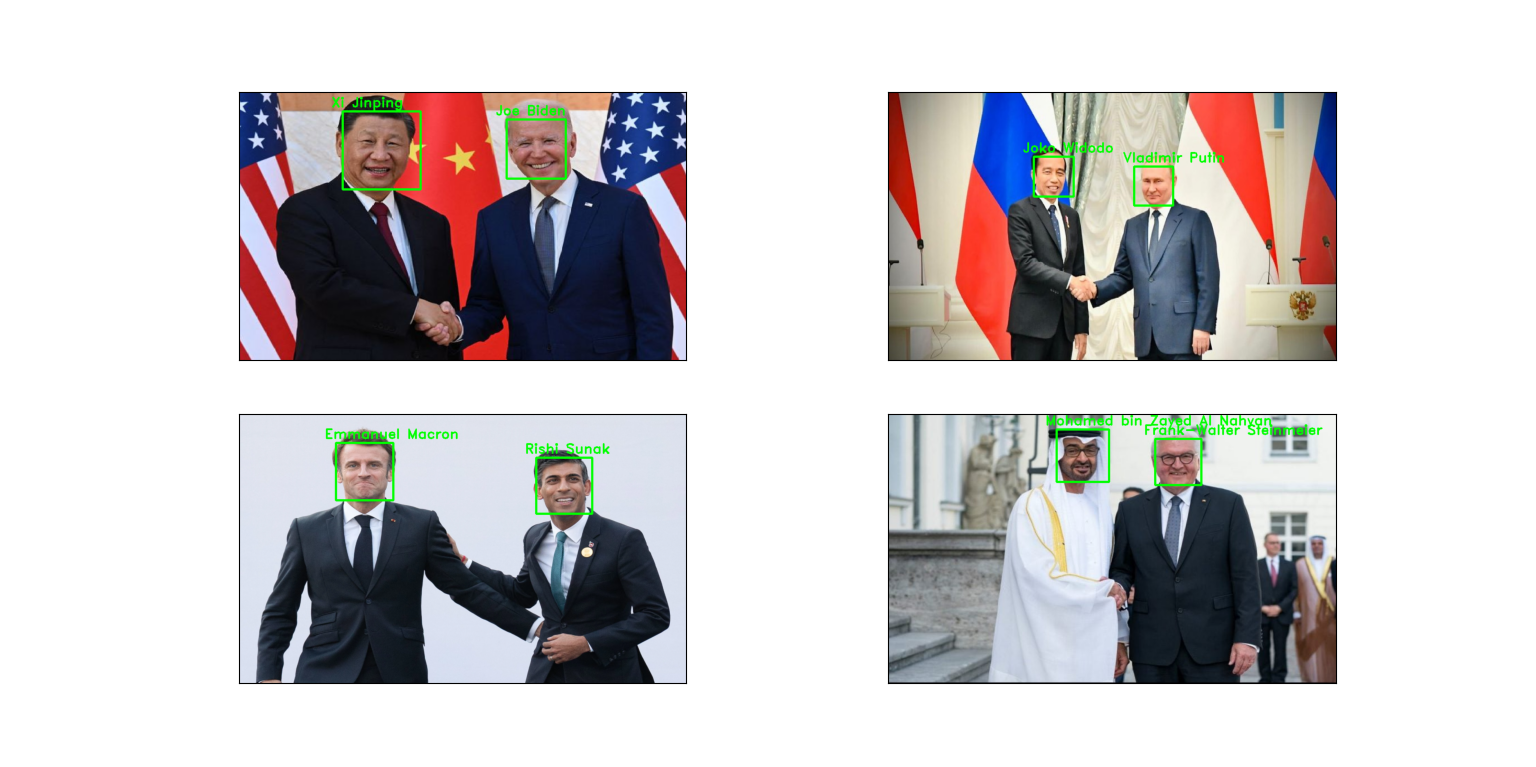 Xi Jinping
Joe Biden
Joko Widodo
Vladimir Putin
Emmanuel Macron
Rishi Sunak
Mohamed bin Zayed Al Nahyan
Frank-Walter Steinmeier